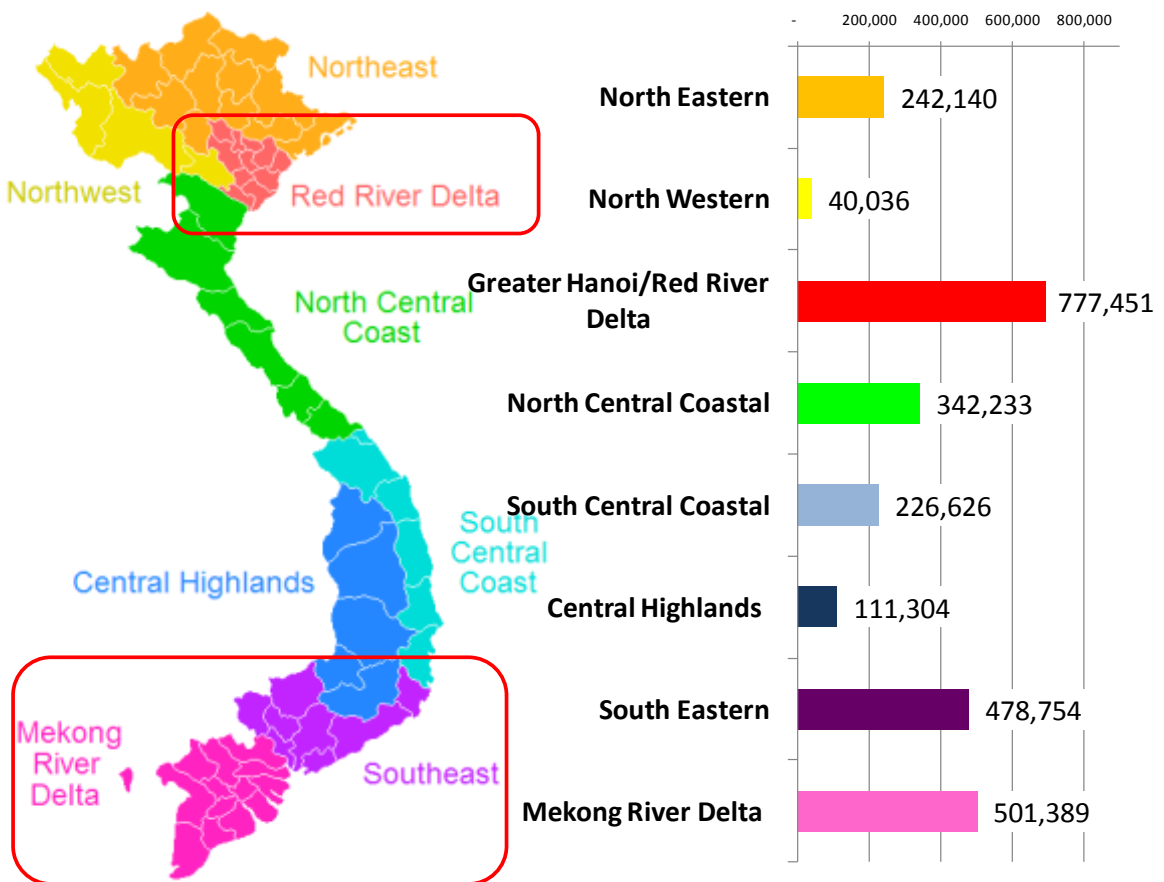 Northeast
Northwest
Red River Delta
North Central
Coast
South
Central
Coast
Central Highlands
Mekong
River
Delta
Southeast
- 200,000 400,000 600,000 800,000
North Eastern 242,140
North Western 40,036
Greater Hanoi/Red River
Delta 777,451
North Central Coastal 342,233
South Central Coastal 226,626
Central Highlands 111,304
South Eastern 478,754
Mekong River Delta 501,389